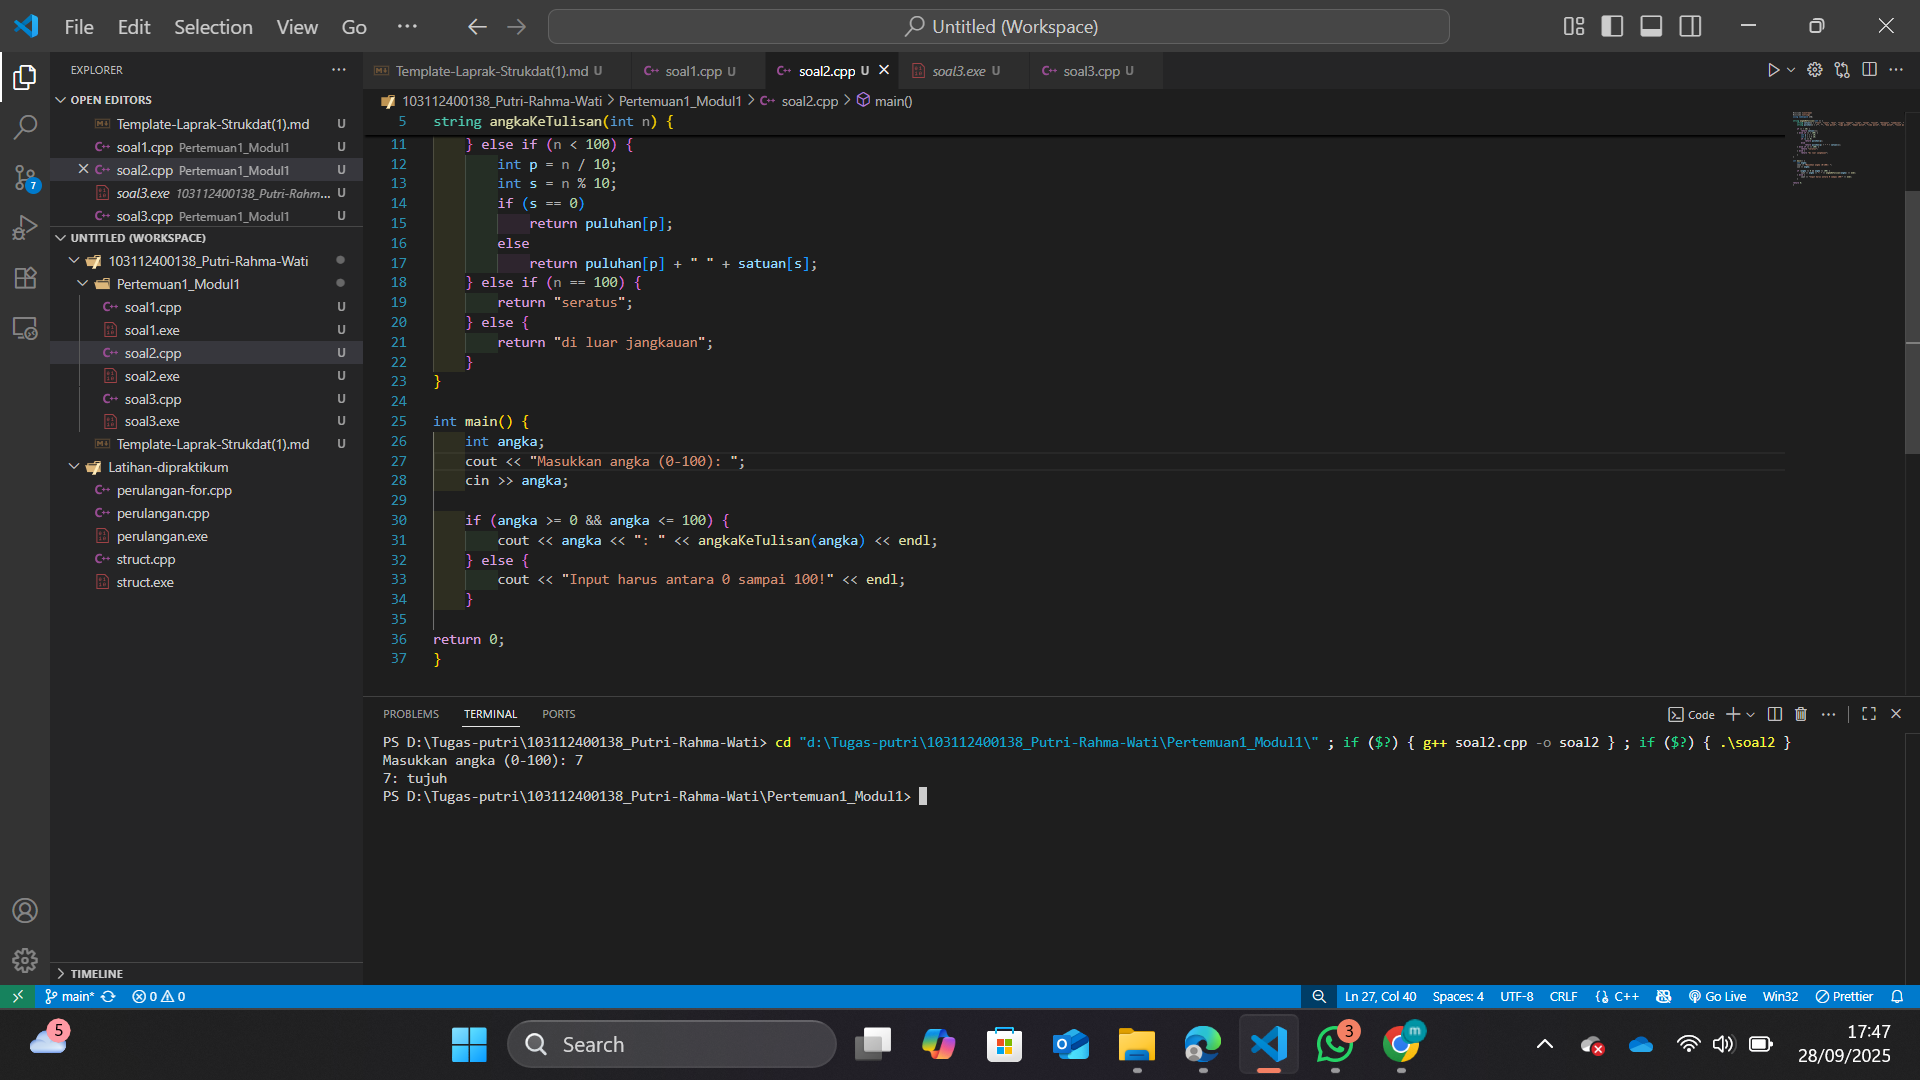 File Edit Selection View Go ··· Untitled (Workspace)
EXPLORER
OPEN EDITORS
Template-Laprak-Strukdat(1).md U
soal1.cpp Pertemuan1_Modul1 U
soal2.cpp Pertemuan1_Modul1 U
soal3.exe 103112400138_Putri-Rahm... U
soal3.cpp Pertemuan1_Modul1 U
UNTITLED (WORKSPACE)
103112400138_Putri-Rahma-Wati
Pertemuan1_Modul1
soal1.cpp U
soal1.exe U
soal2.cpp U
soal2.exe U
soal3.cpp U
soal3.exe U
Template-Laprak-Strukdat(1).md U
Latihan-dipraktikum
perulangan-for.cpp
perulangan.cpp
perulangan.exe
struct.cpp
struct.exe
TIMELINE
7
Template-Laprak-Strukdat(1).md U soal1.cpp U soal2.cpp U soal3.exe U soal3.cpp U
103112400138_Putri-Rahma-Wati > Pertemuan1_Modul1 > soal2.cpp > main()
5 string angkaKeTulisan(int n) {
11 } else if (n < 100) {
12 int p = n / 10;
13 int s = n % 10;
14 if (s == 0)
15 return puluhan[p];
16 else
17 return puluhan[p] + " " + satuan[s];
18 } else if (n == 100) {
19 return "seratus";
20 } else {
21 return "di luar jangkauan";
22 }
23 }
24
25 int main() {
26 int angka;
27 cout << "Masukkan angka (0-100): ";
28 cin >> angka;
29
30 if (angka >= 0 && angka <= 100) {
31 cout << angka << ": " << angkaKeTulisan(angka) << endl;
32 } else {
33 cout << "Input harus antara 0 sampai 100!" << endl;
34 }
35
36 return 0;
37 }
PROBLEMS TERMINAL PORTS Code
PS D:\Tugas-putri\103112400138_Putri-Rahma-Wati> cd "d:\Tugas-putri\103112400138_Putri-Rahma-Wati\Pertemuan1_Modul1\" ; if ($?) { g++ soal2.cpp -o soal2 } ; if ($?) { .\soal2 }
Masukkan angka (0-100): 7
7: tujuh
PS D:\Tugas-putri\103112400138_Putri-Rahma-Wati\Pertemuan1_Modul1>
main* 0 0 Ln 27, Col 40 Spaces: 4 UTF-8 CRLF {} C++ Go Live Win32 Prettier
5 Search 3 m 17:47
28/09/2025